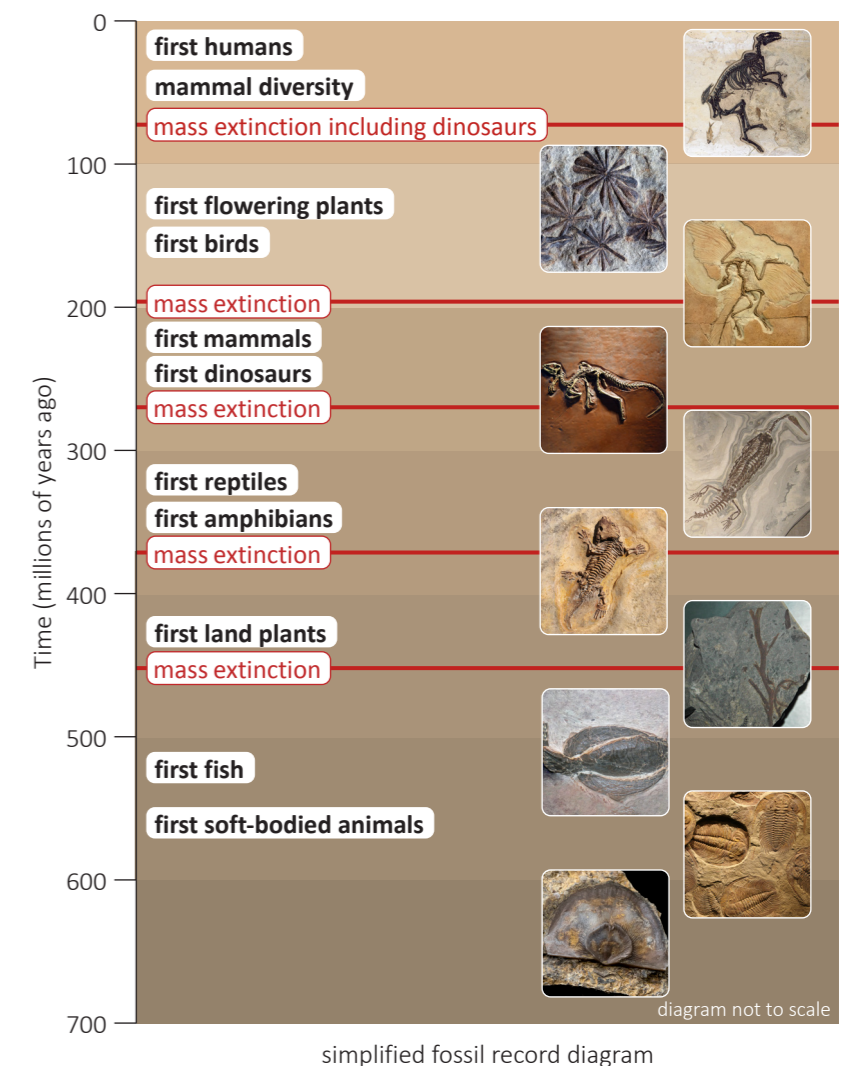 0
first humans
mammal diversity
mass extinction including dinosaurs
100
first flowering plants
first birds
mass extinction
200
first mammals
first dinosaurs
mass extinction
300
first reptiles
first amphibians
mass extinction
400
first land plants
mass extinction
500
first fish
first soft-bodied animals
600
diagram not to scale
700
Time (millions of years ago)
simplified fossil record diagram